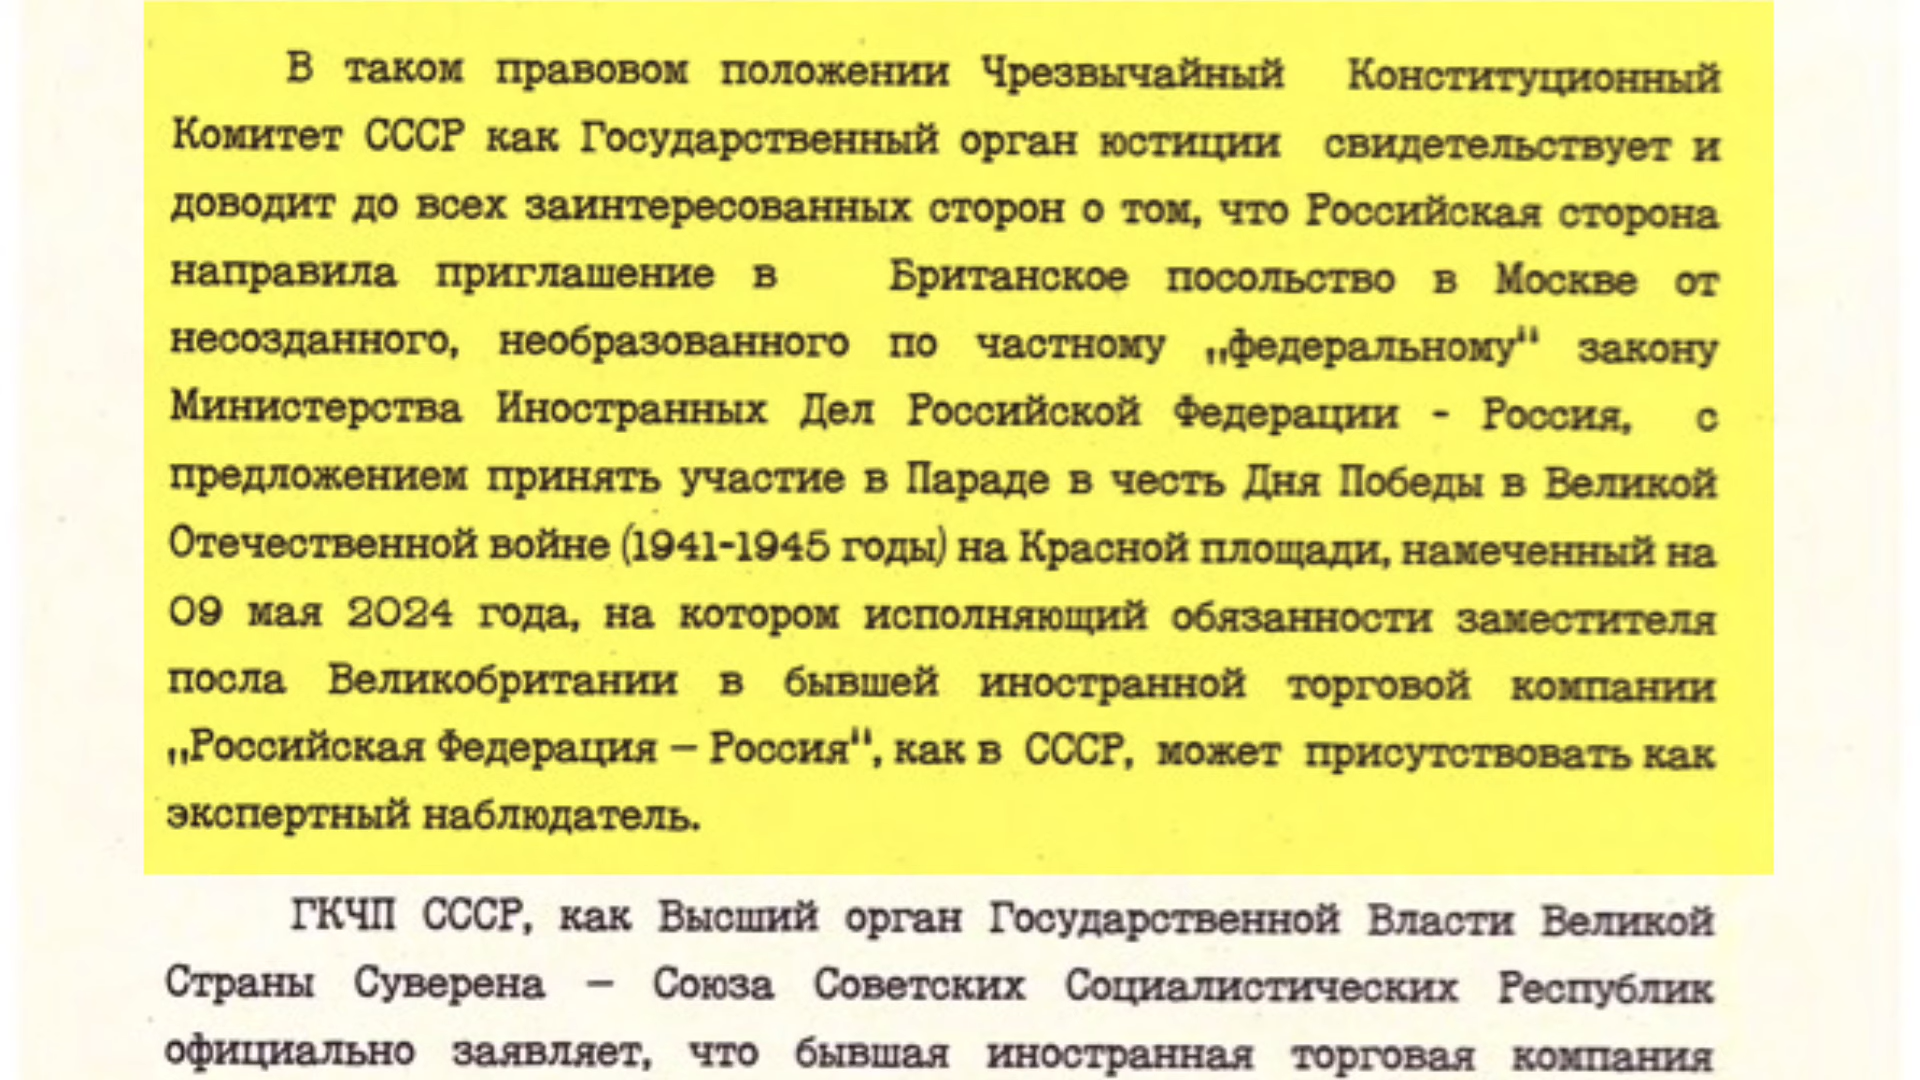 В таком правовом положении Чрезвычайный Конституционный
Комитет СССР как Государственный орган юстиции свидетельствует и
доводит до всех заинтересованных сторон о том, что Российская сторона
направила приглашение в Британское посольство в Москве от
несозданного, необразованного по частному „федеральному“ закону
Министерства Иностранных Дел Российской Федерации - Россия, с
предложением принять участие в Параде в честь Дня Победы в Великой
Отечественной войне (1941-1945 годы) на Красной площади, намеченный на
09 мая 2024 года, на котором исполняющий обязанности заместителя
посла Великобритании в бывшей иностранной торговой компании
„Российская Федерация – Россия“, как в СССР, может присутствовать как
экспертный наблюдатель.
ГКЧП СССР, как Высший орган Государственной Власти Великой
Страны Суверена – Союза Советских Социалистических Республик
официально заявляет, что бывшая иностранная торговая компания